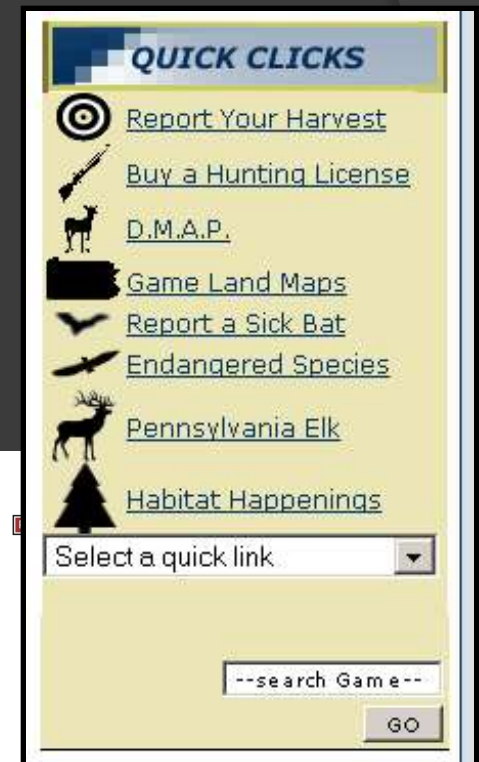 QUICK CLICKS
Report Your Harvest
Buy a Hunting License
D.M.A.P.
Game Land Maps
Report a Sick Bat
Endangered Species
Pennsylvania Elk
Habitat Happenings
Select a quick link
--search Game--
GO